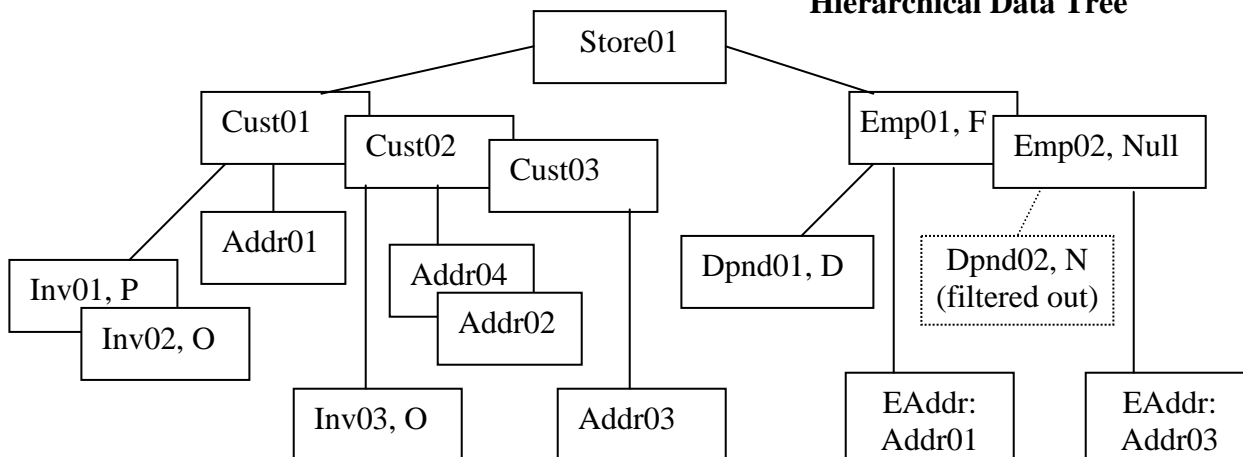 Hierarchical Data Tree
Store01
Cust01
Cust02
Cust03
Emp01, F
Emp02, Null
Addr01
Inv01, P
Inv02, O
Addr04
Addr02
Dpnd01, D
Dpnd02, N
(filtered out)
Inv03, O
Addr03
EAddr:
Addr01
EAddr:
Addr03